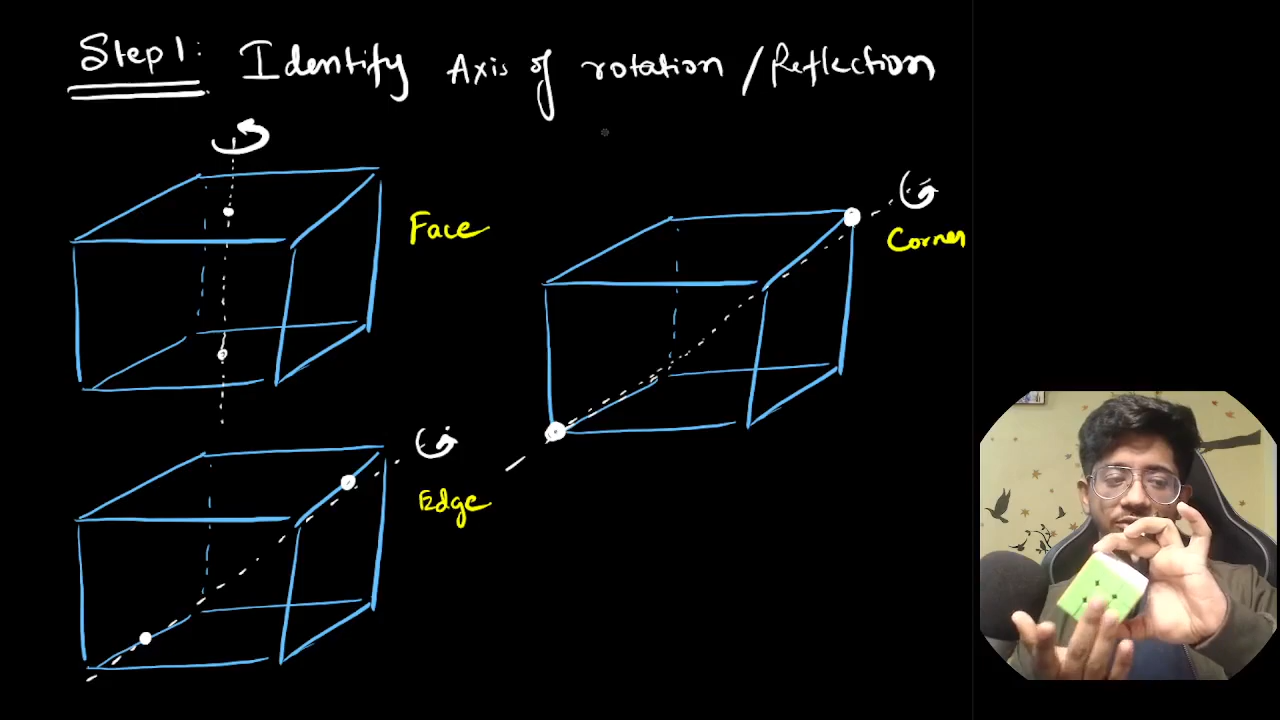 Step 1: Identify Axis of rotation / Reflection
Face
Corner
Edge